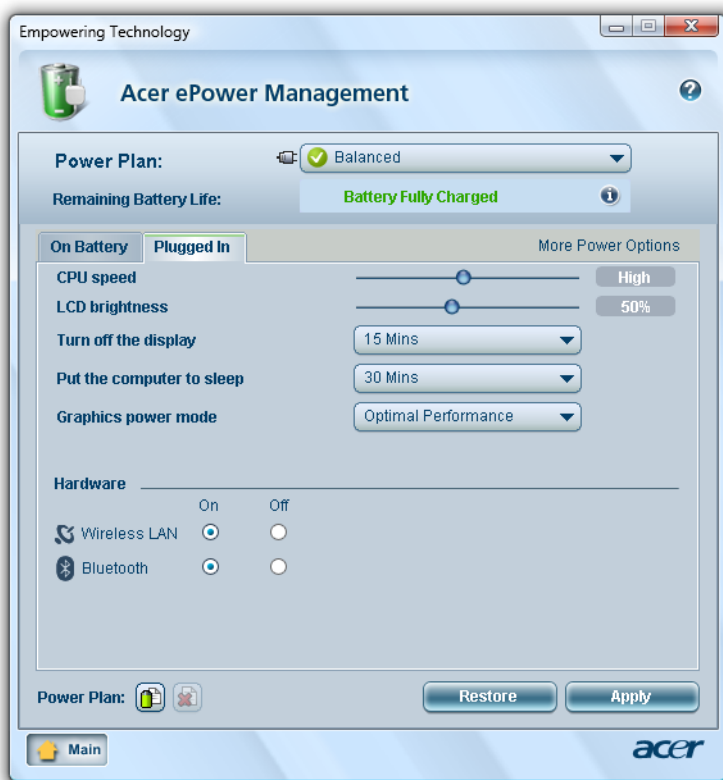 Empowering Technology
Acer ePower Management
Power Plan: Balanced
Remaining Battery Life: Battery Fully Charged
On Battery Plugged In More Power Options
CPU speed High
LCD brightness 50%
Turn off the display 15 Mins
Put the computer to sleep 30 Mins
Graphics power mode Optimal Performance
Hardware
On Off
Wireless LAN
Bluetooth
Power Plan: Restore Apply
Main acer